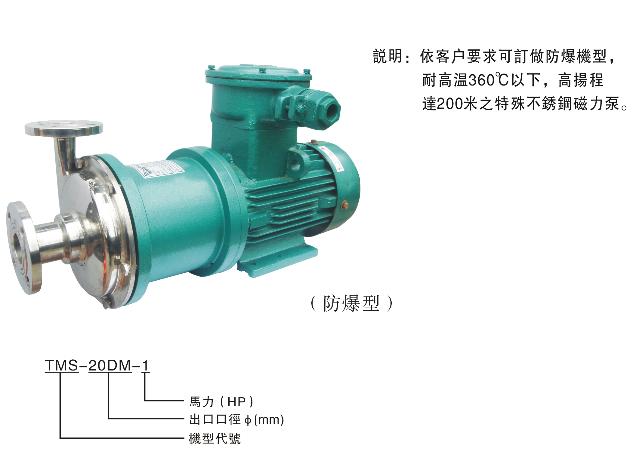 説明：依客户要求可訂做防爆機型，
耐高温360℃以下，高揚程
達200米之特殊不銹鋼磁力泵。
（防爆型）
TMS-20DM-1
馬力（HP）
出口口徑φ(mm)
機型代號